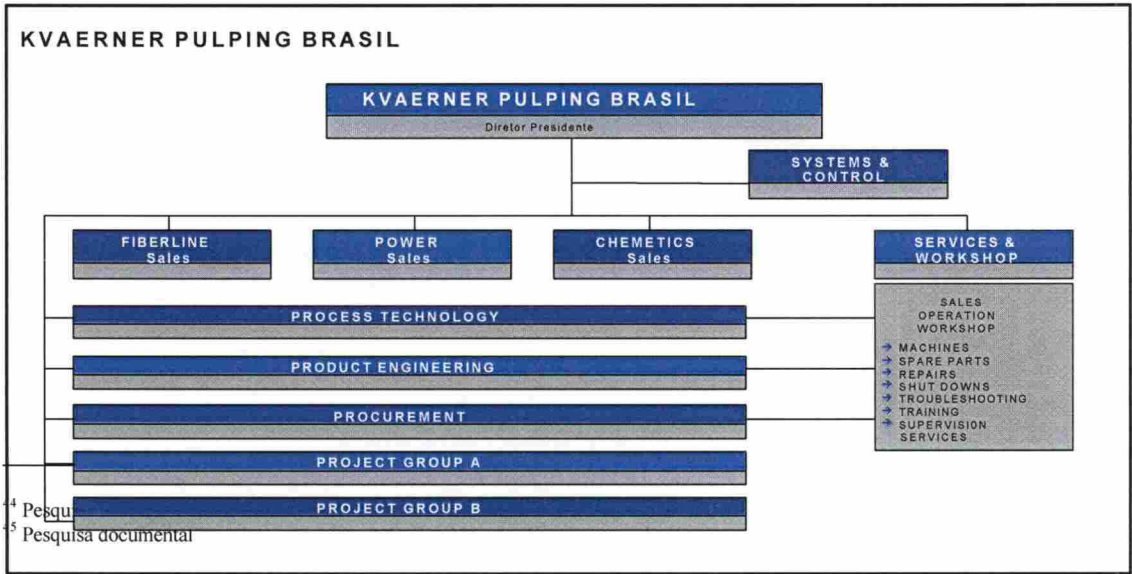 KVAERNER PULPING BRASIL
KVAERNER PULPING BRASIL
Diretor Presidente
SYSTEMS &
CONTROL
FIBERLINE
Sales
POWER
Sales
CHEMETICS
Sales
SERVICES &
WORKSHOP
PROCESS TECHNOLOGY
PRODUCT ENGINEERING
PROCUREMENT
PROJECT GROUP A
PROJECT GROUP B
SALES
OPERATION
WORKSHOP
→ MACHINES
→ SPARE PARTS
→ REPAIRS
→ SHUT DOWNS
→ TROUBLESHOOTING
→ TRAINING
→ SUPERVISION
SERVICES
44
45 Pesquisa documental